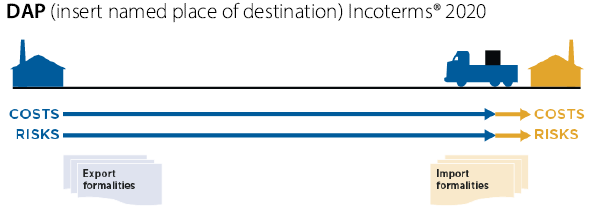 DAP (insert named place of destination) Incoterms® 2020
COSTS COSTS
RISKS RISKS
Export
formalities
Import
formalities